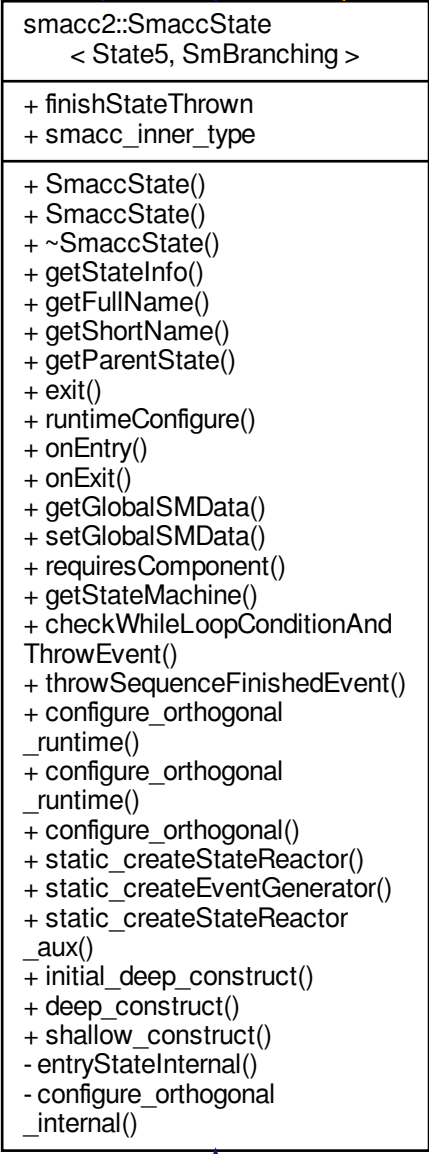 smacc2::SmaccState
< State5, SmBranching >
+ finishStateThrown
+ smacc_inner_type
+ SmaccState()
+ SmaccState()
+ ~SmaccState()
+ getStateInfo()
+ getFullName()
+ getShortName()
+ getParentState()
+ exit()
+ runtimeConfigure()
+ onEntry()
+ onExit()
+ getGlobalSMData()
+ setGlobalSMData()
+ requiresComponent()
+ getStateMachine()
+ checkWhileLoopConditionAnd
ThrowEvent()
+ throwSequenceFinishedEvent()
+ configure_orthogonal
_runtime()
+ configure_orthogonal
_runtime()
+ configure_orthogonal()
+ static_createStateReactor()
+ static_createEventGenerator()
+ static_createStateReactor
_aux()
+ initial_deep_construct()
+ deep_construct()
+ shallow_construct()
- entryStateInternal()
- configure_orthogonal
_internal()